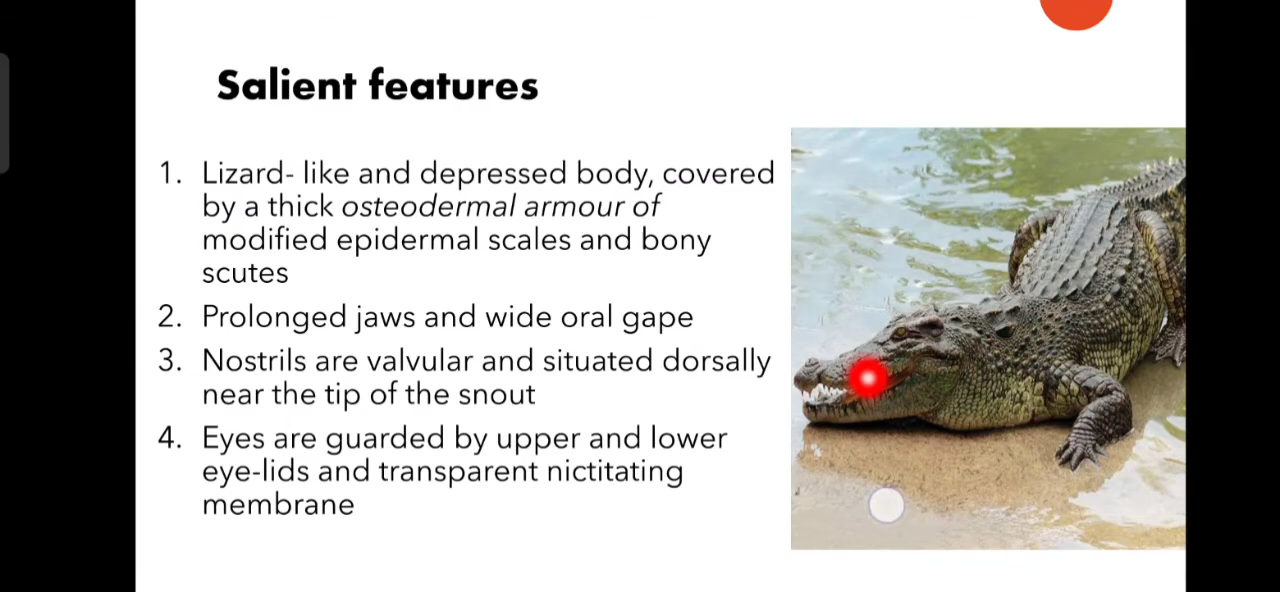 Salient features
1. Lizard- like and depressed body, covered
by a thick osteodermal armour of
modified epidermal scales and bony
scutes
2. Prolonged jaws and wide oral gape
3. Nostrils are valvular and situated dorsally
near the tip of the snout
4. Eyes are guarded by upper and lower
eye-lids and transparent nictitating
membrane